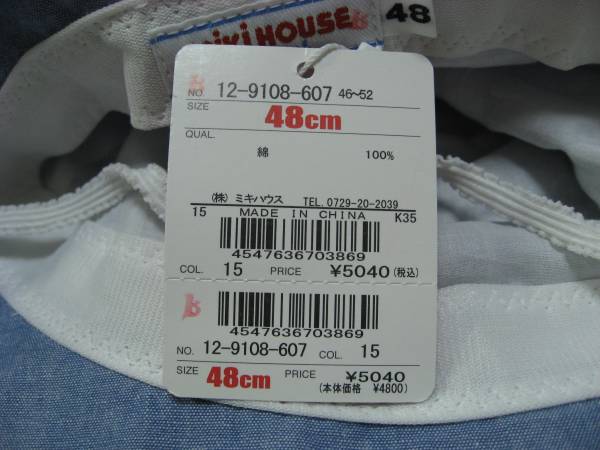 miki HOUSE
48
NO. 12-9108-607 46~52
SIZE 48cm
QUAL.
綿 100%
(株) ミキハウス TEL. 0729-20-2039
15 MADE IN CHINA K35
4547636703869
COL. 15 PRICE ¥5040(税込)
4547636703869
NO. 12-9108-607 COL. 15
SIZE 48cm PRICE ¥5040
(本体価格 ¥4800)